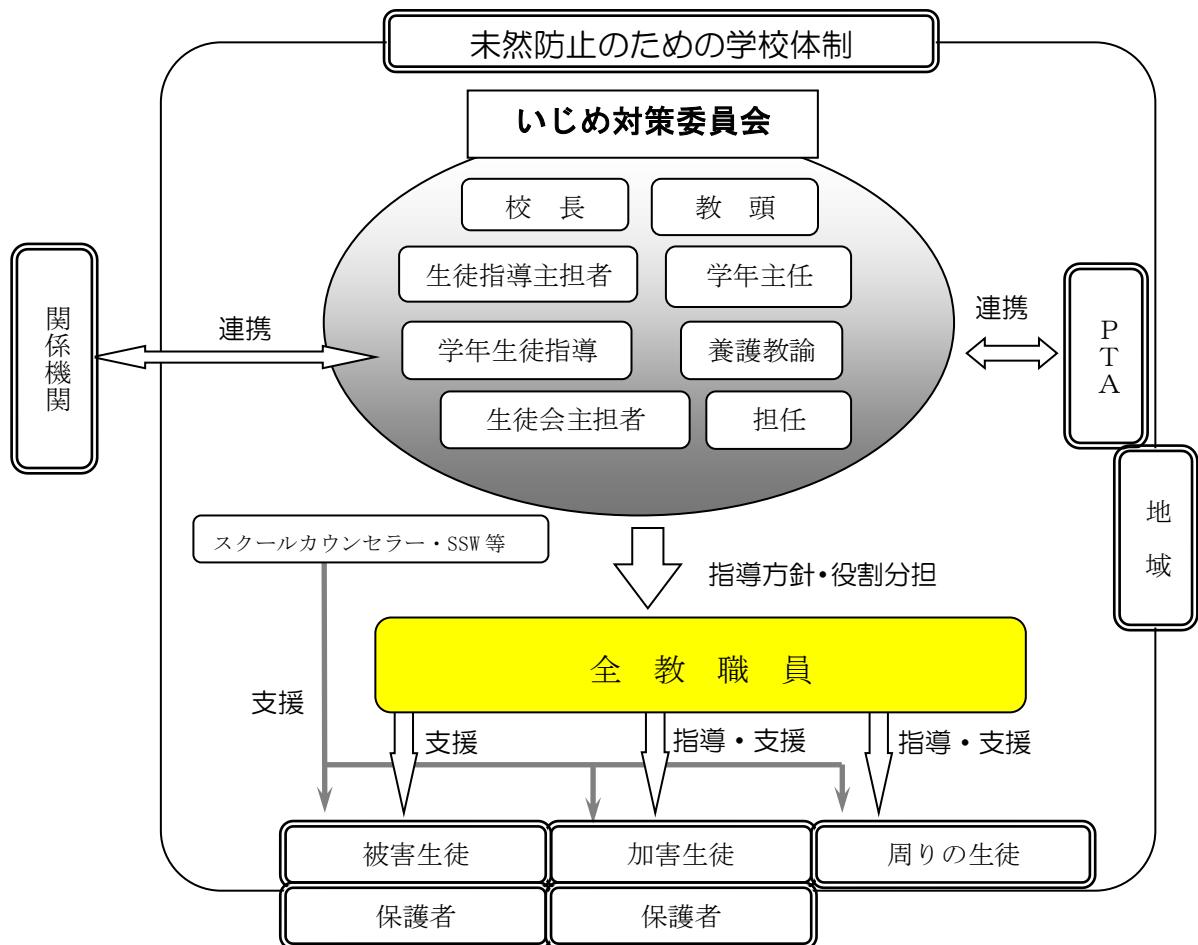 未然防止のための学校体制
いじめ対策委員会
校　長
教　頭
生徒指導主担者
学年主任
学年生徒指導
養護教諭
生徒会主担者
担任
関係機関
連携
連携
PTA
地域
スクールカウンセラー・SSW等
指導方針・役割分担
全　教　職　員
支援
支援
指導・支援
指導・支援
被害生徒
加害生徒
周りの生徒
保護者
保護者